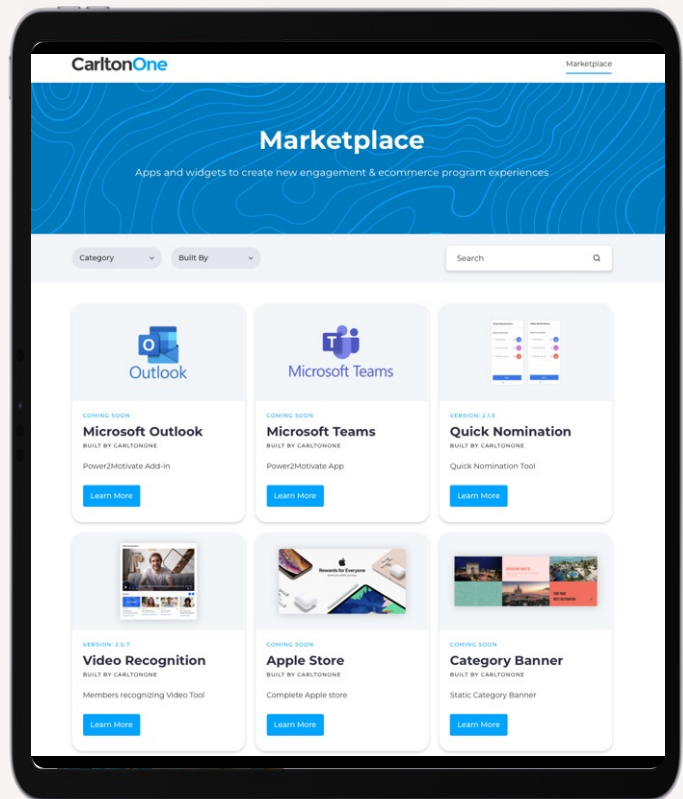 CarltonOne
Marketplace
Marketplace
Apps and widgets to create new engagement & ecommerce program experiences
Category
Built By
Search
Outlook
Microsoft Teams
COMING SOON
Microsoft Outlook
BUILT BY CARLTONONE
Power2Motivate Add-in
Learn More
COMING SOON
Microsoft Teams
BUILT BY CARLTONONE
Power2Motivate App
Learn More
VERSION: 2.1.5
Quick Nomination
BUILT BY CARLTONONE
Quick Nomination Tool
Learn More
Rewards for Everyone
VERSION: 2.0.7
Video Recognition
BUILT BY CARLTONONE
Members recognizing Video Tool
Learn More
COMING SOON
Apple Store
BUILT BY CARLTONONE
Complete Apple store
Learn More
COMING SOON
Category Banner
BUILT BY CARLTONONE
Static Category Banner
Learn More